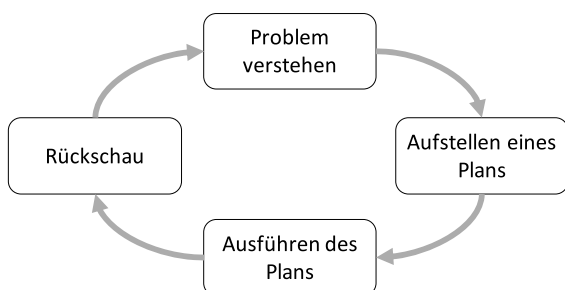 Problem
verstehen
Aufstellen eines
Plans
Ausführen des
Plans
Rückschau